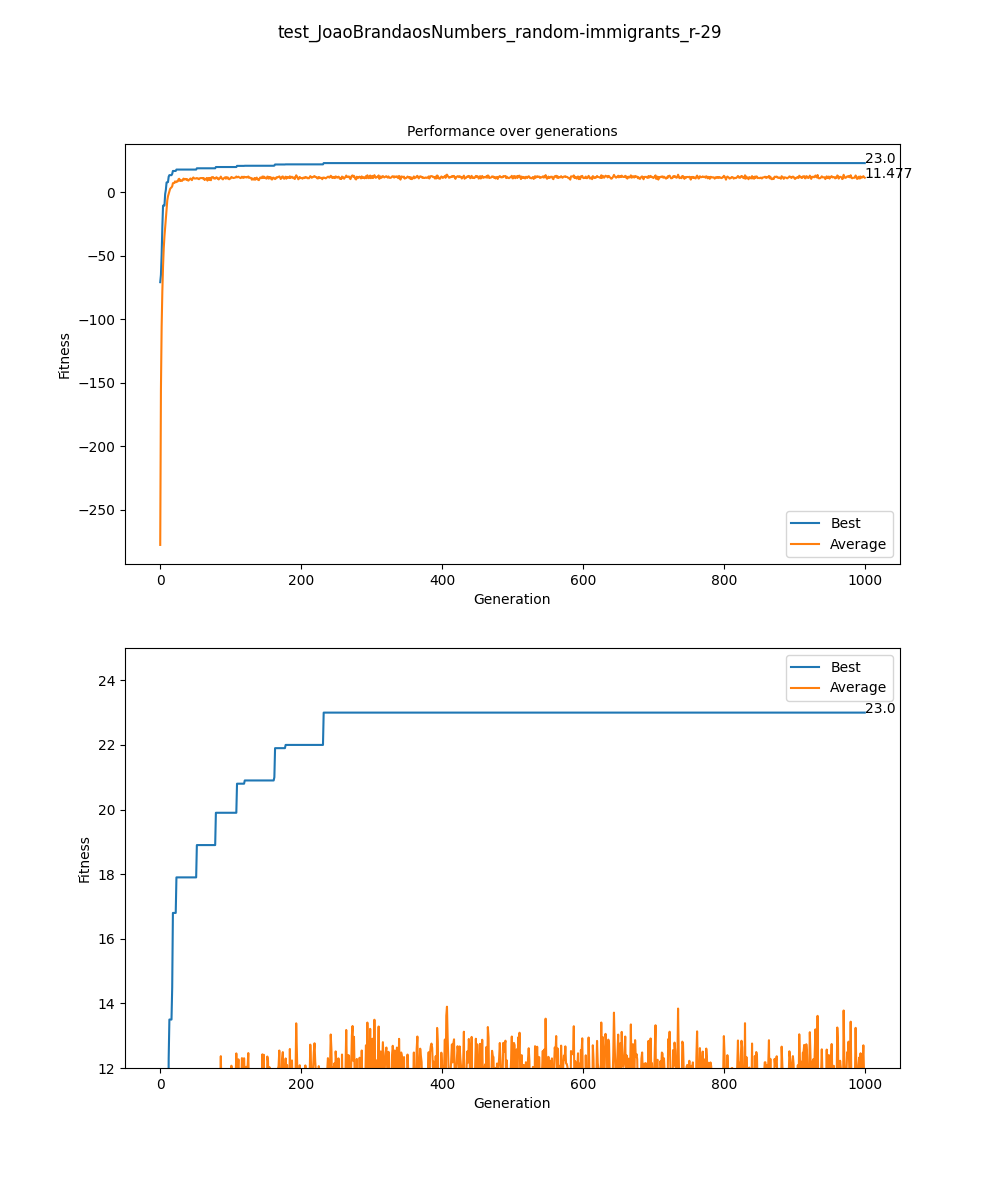 test_JoaoBrandaosNumbers_random-immigrants_r-29
Performance over generations
Fitness
0
−50
−100
−150
−200
−250
23.0
11.477
Best
Average
0 200 400 600 800 1000
Generation
Fitness
24
22
20
18
16
14
12
Best
Average
23.0
0 200 400 600 800 1000
Generation